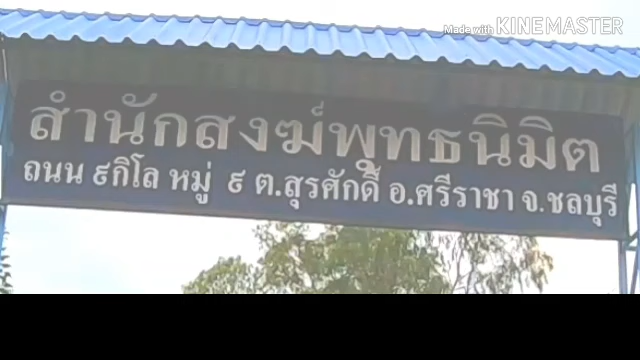 Made with KINEMASTER
สำนักสงฆ์พุทธนิมิต
ถนน ๙กิโล หมู่ ๙ ต.สุรศักดิ์ อ.ศรีราชา จ.ชลบุรี